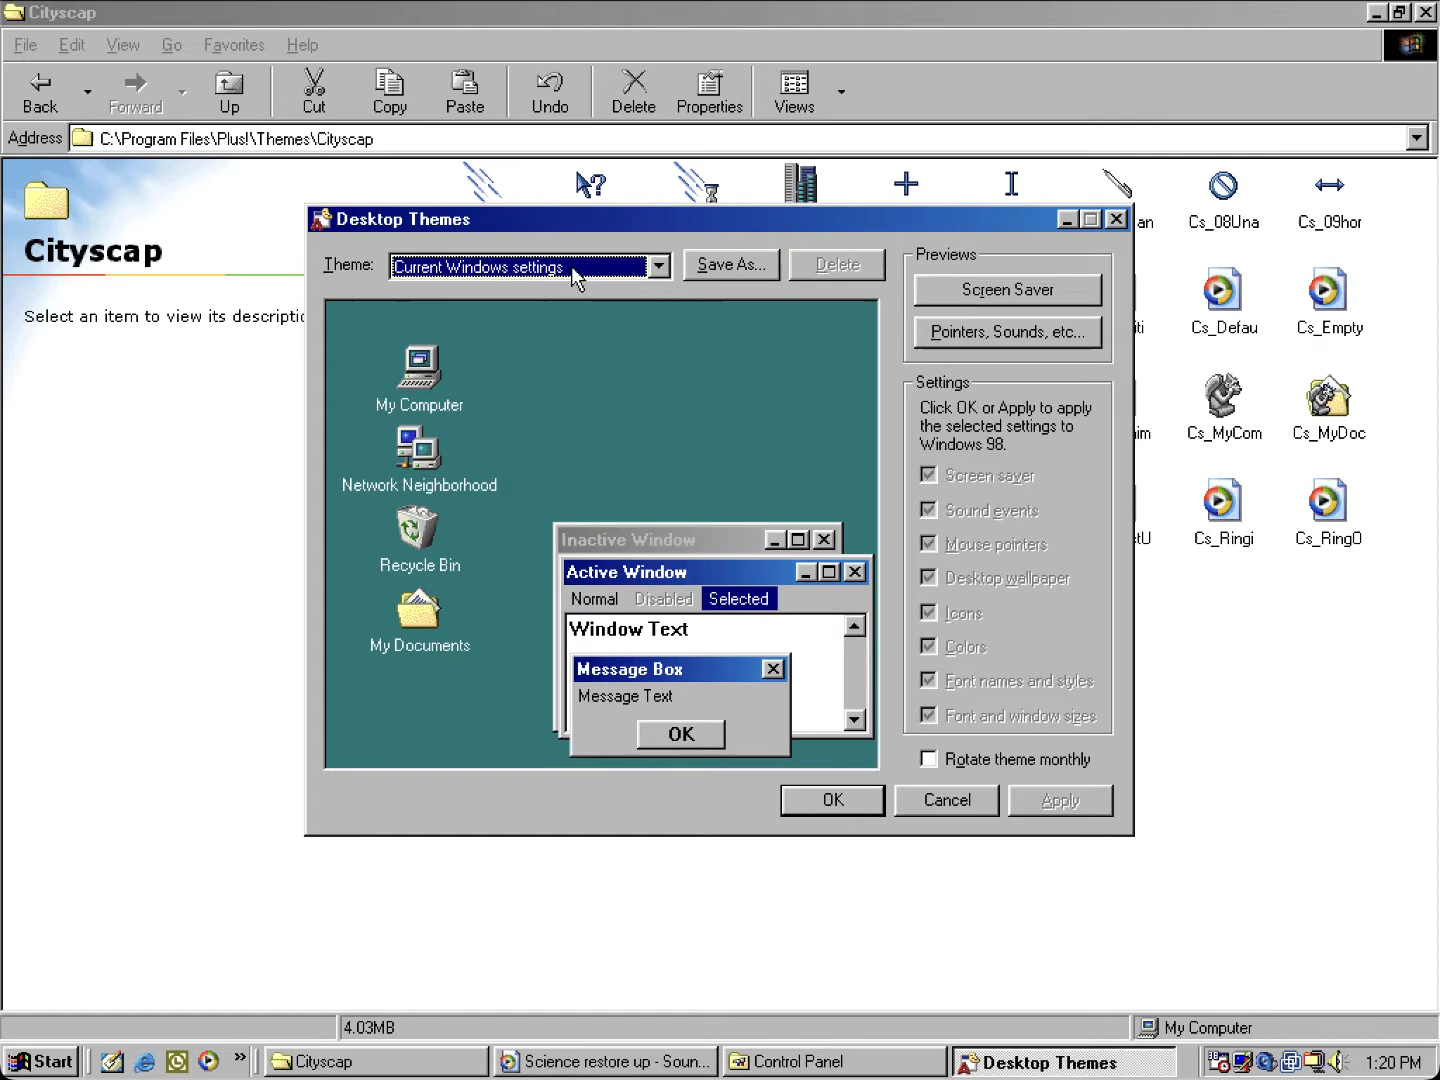 Cityscap
File Edit View Go Favorites Help
Back Forward Up Cut Copy Paste Undo Delete Properties Views
Address C:\Program Files\Plus!\Themes\Cityscap
Cityscap
Select an item to view its descriptio
an Cs_08Una Cs_09hor
iti Cs_Defau Cs_Empty
im Cs_MyCom Cs_MyDoc
tU Cs_Ringi Cs_RingO
Desktop Themes
Theme: Current Windows settings Save As... Delete
My Computer
Network Neighborhood
Recycle Bin
My Documents
Inactive Window
Active Window
Normal Disabled Selected
Window Text
Message Box
Message Text
OK
Previews
Screen Saver
Pointers, Sounds, etc...
Settings
Click OK or Apply to apply
the selected settings to
Windows 98.
Screen saver
Sound events
Mouse pointers
Desktop wallpaper
Icons
Colors
Font names and styles
Font and window sizes
Rotate theme monthly
OK Cancel Apply
4.03MB My Computer
Start » Cityscap Science restore up - Soun... Control Panel Desktop Themes 1:20 PM